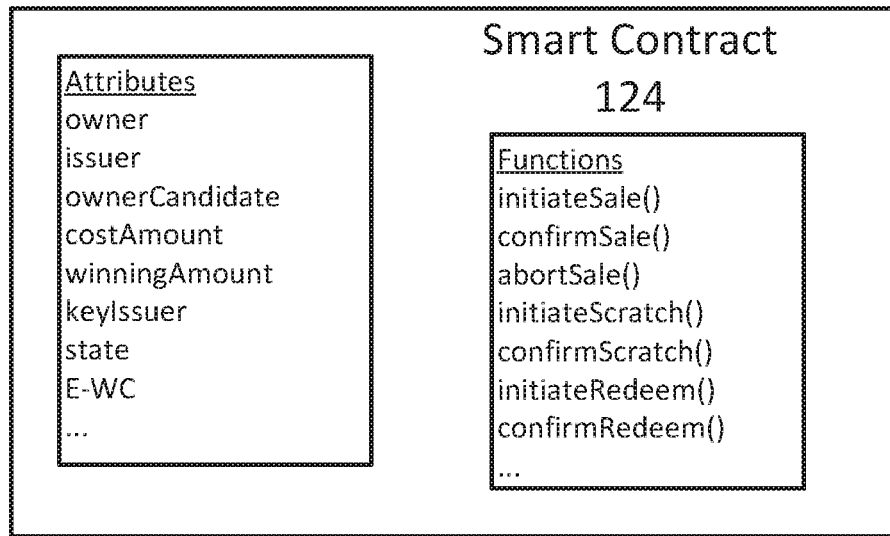 Smart Contract
124
Attributes
owner
issuer
ownerCandidate
costAmount
winningAmount
keyIssuer
state
E-WC
...
Functions
initiateSale()
confirmSale()
abortSale()
initiateScratch()
confirmScratch()
initiateRedeem()
confirmRedeem()
...